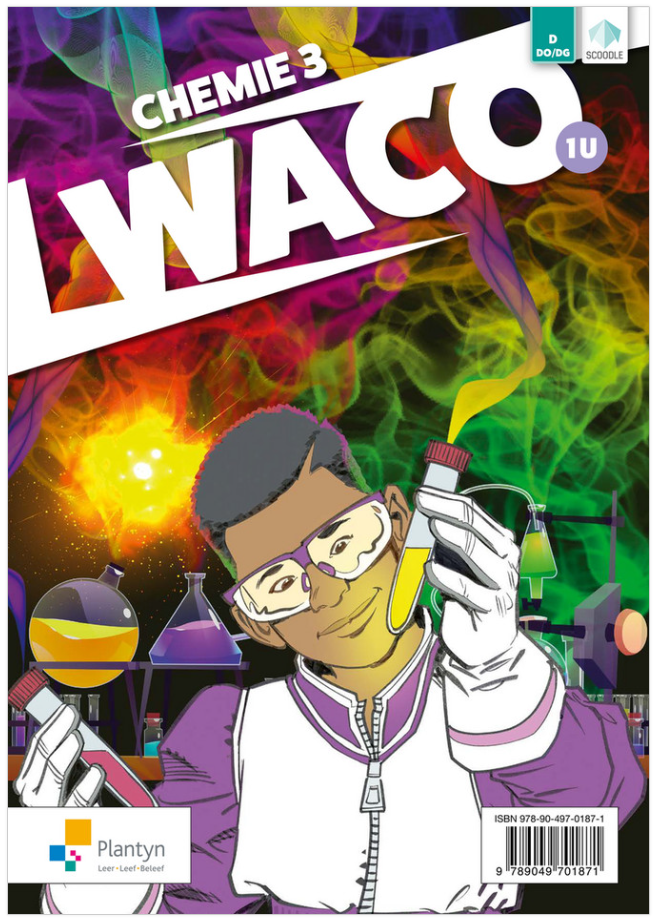 D
DO/DG
SCOODLE
CHEMIE 3
WACO
1U
Plantyn
Leer•Leef•Beleef
ISBN 978-90-497-0187-1
9 789049 701871